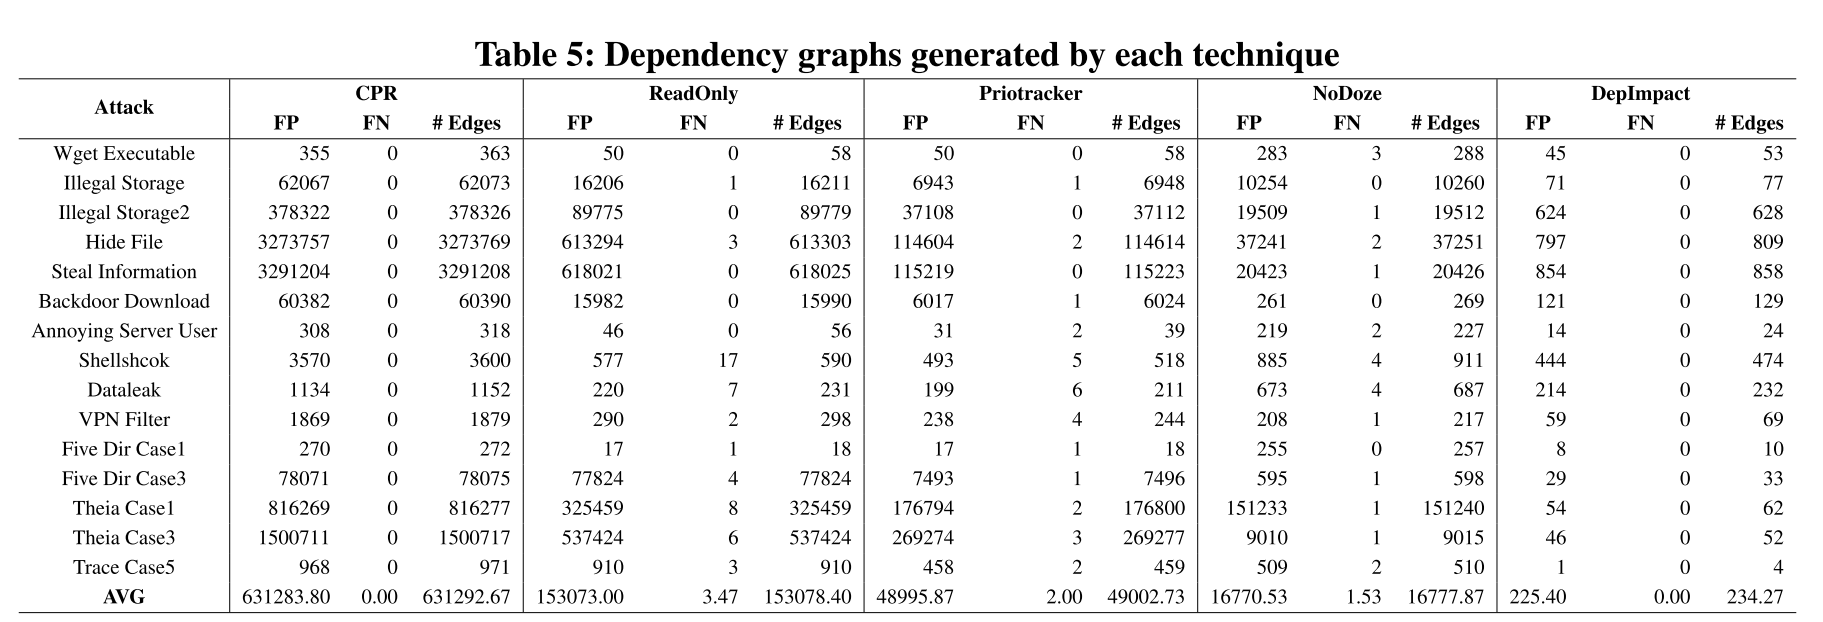 Table 5: Dependency graphs generated by each technique
Attack CPR ReadOnly Priotracker NoDoze DepImpact
FP FN # Edges FP FN # Edges FP FN # Edges FP FN # Edges FP FN # Edges
Wget Executable 355 0 363 50 0 58 50 0 58 283 3 288 45 0 53
Illegal Storage 62067 0 62073 16206 1 16211 6943 1 6948 10254 0 10260 71 0 77
Illegal Storage2 378322 0 378326 89775 0 89779 37108 0 37112 19509 1 19512 624 0 628
Hide File 3273757 0 3273769 613294 3 613303 114604 2 114614 37241 2 37251 797 0 809
Steal Information 3291204 0 3291208 618021 0 618025 115219 0 115223 20423 1 20426 854 0 858
Backdoor Download 60382 0 60390 15982 0 15990 6017 1 6024 261 0 269 121 0 129
Annoying Server User 308 0 318 46 0 56 31 2 39 219 2 227 14 0 24
Shellshcok 3570 0 3600 577 17 590 493 5 518 885 4 911 444 0 474
Dataleak 1134 0 1152 220 7 231 199 6 211 673 4 687 214 0 232
VPN Filter 1869 0 1879 290 2 298 238 4 244 208 1 217 59 0 69
Five Dir Case1 270 0 272 17 1 18 17 1 18 255 0 257 8 0 10
Five Dir Case3 78071 0 78075 77824 4 77824 7493 1 7496 595 1 598 29 0 33
Theia Case1 816269 0 816277 325459 8 325459 176794 2 176800 151233 1 151240 54 0 62
Theia Case3 1500711 0 1500717 537424 6 537424 269274 3 269277 9010 1 9015 46 0 52
Trace Case5 968 0 971 910 3 910 458 2 459 509 2 510 1 0 4
AVG 631283.80 0.00 631292.67 153073.00 3.47 153078.40 48995.87 2.00 49002.73 16770.53 1.53 16777.87 225.40 0.00 234.27